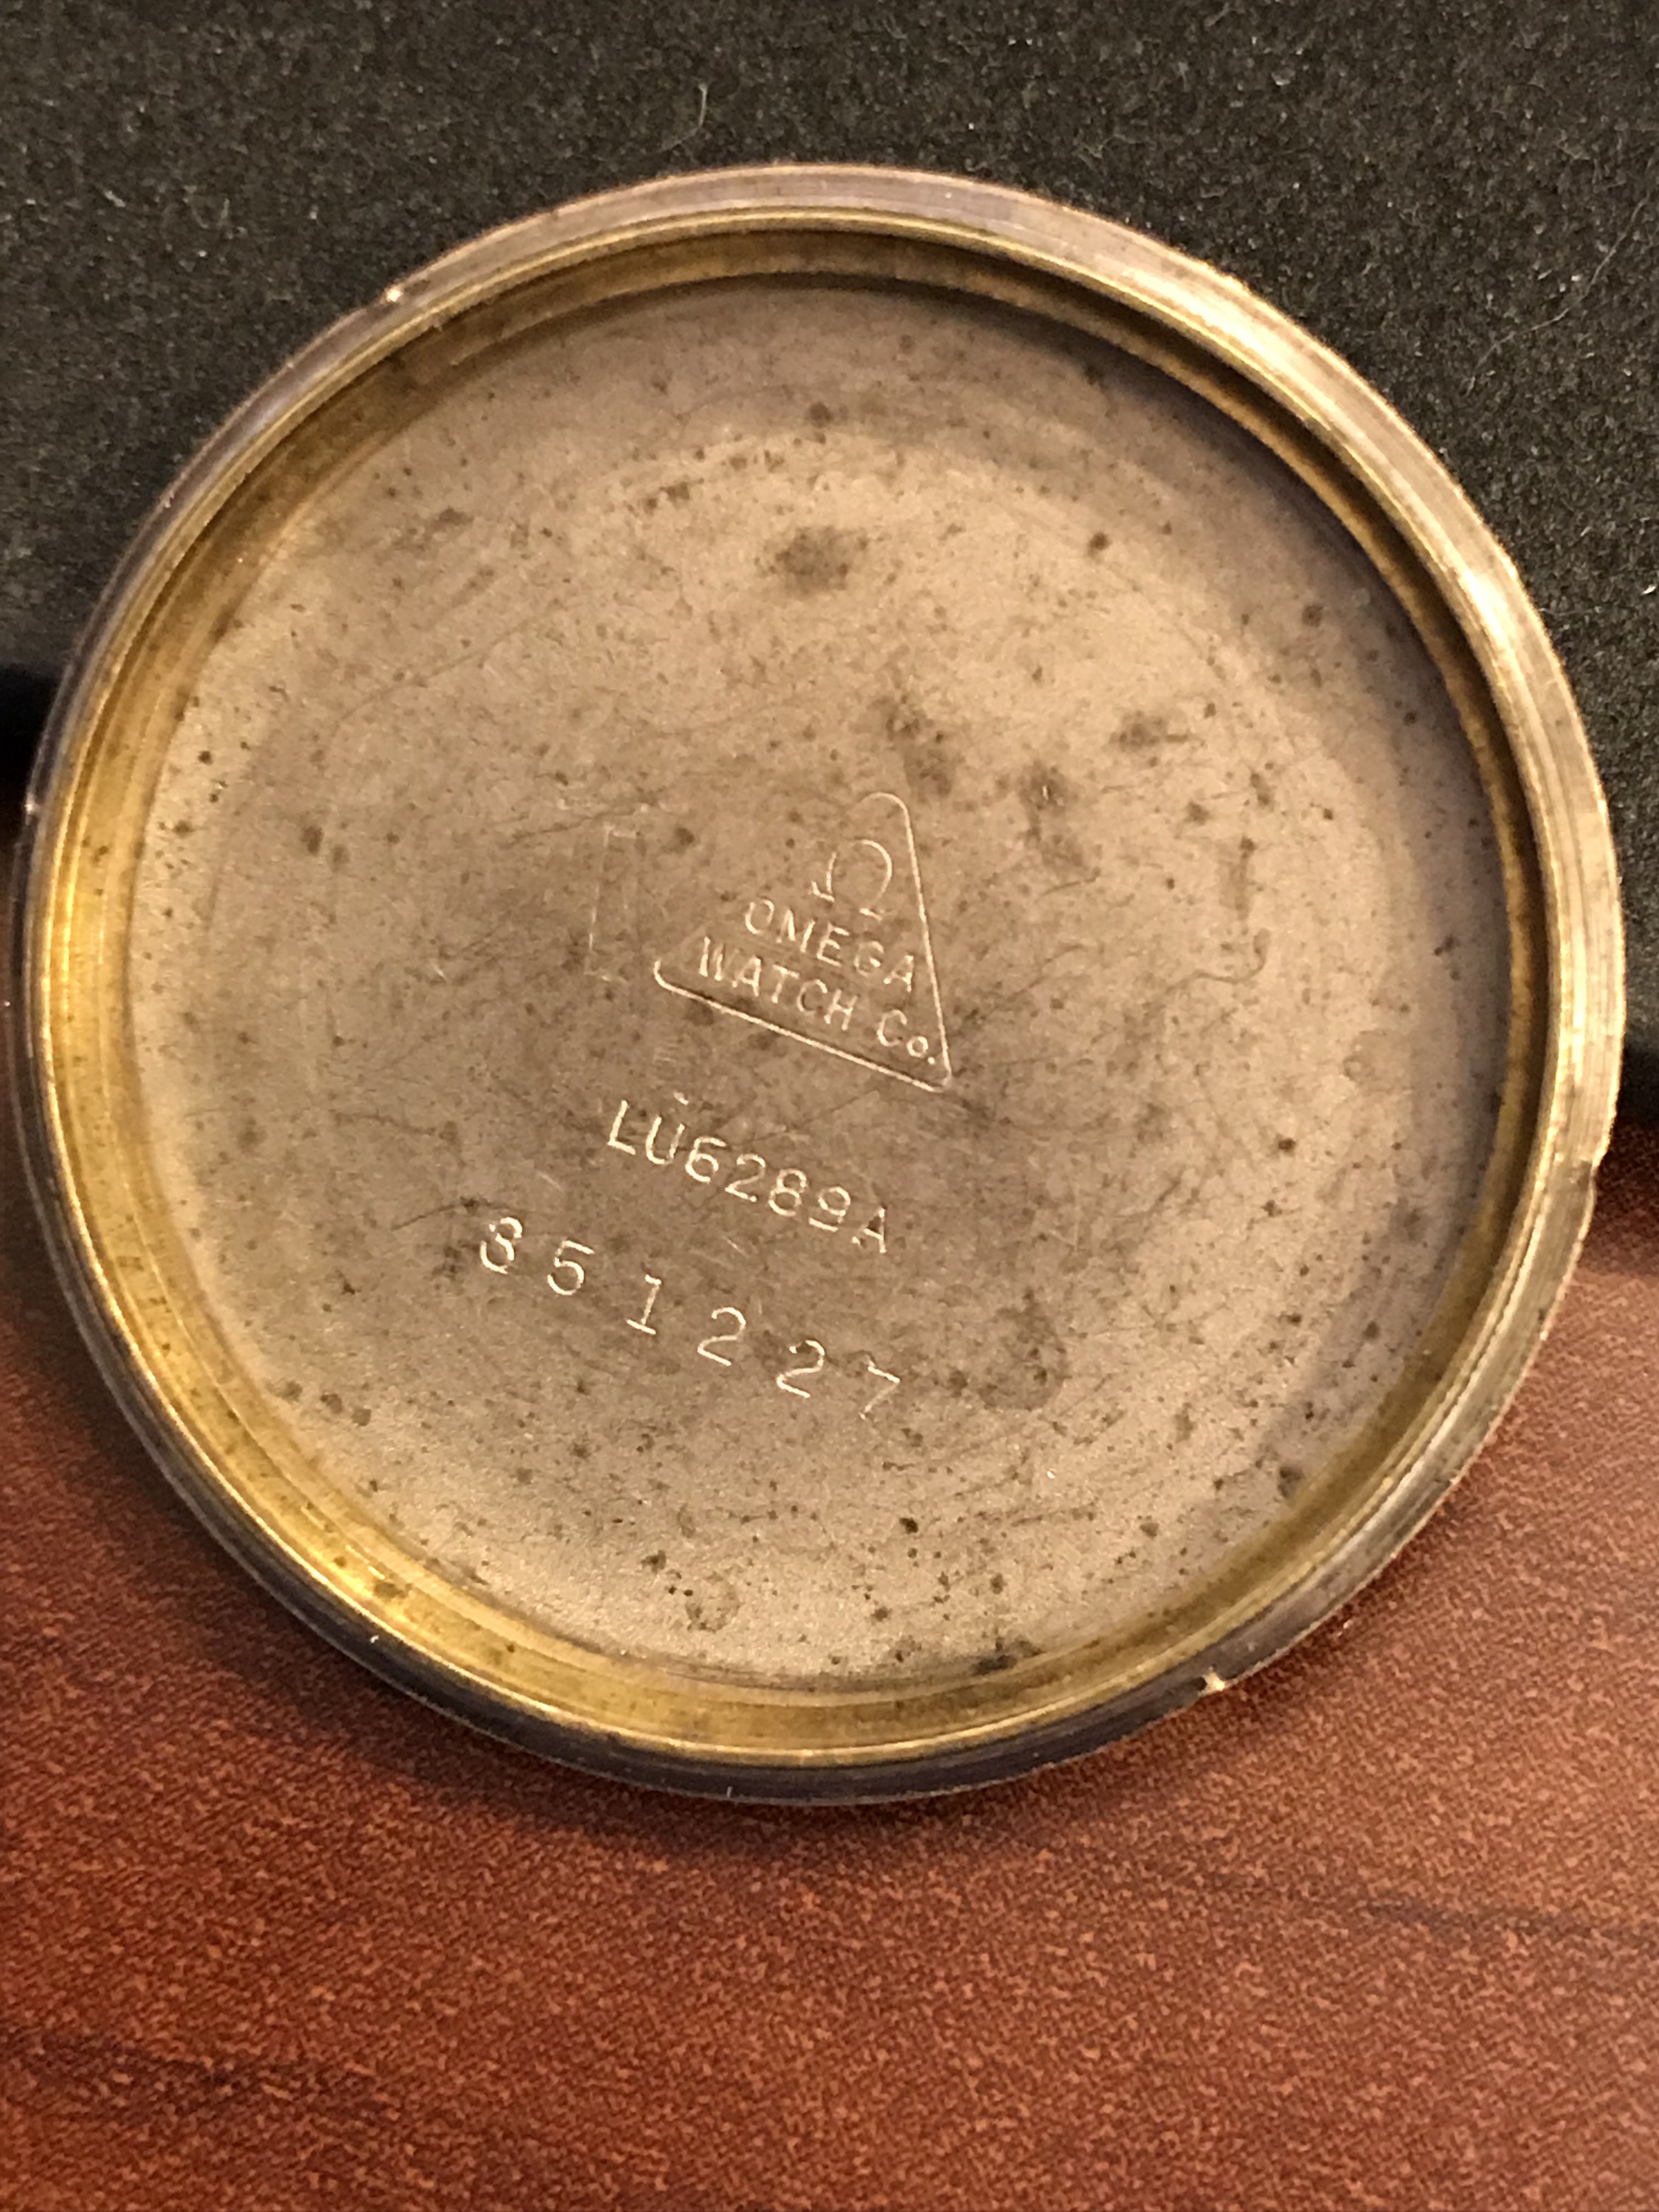 Ω
OMEGA
WATCH Co.
LU6289A
351227